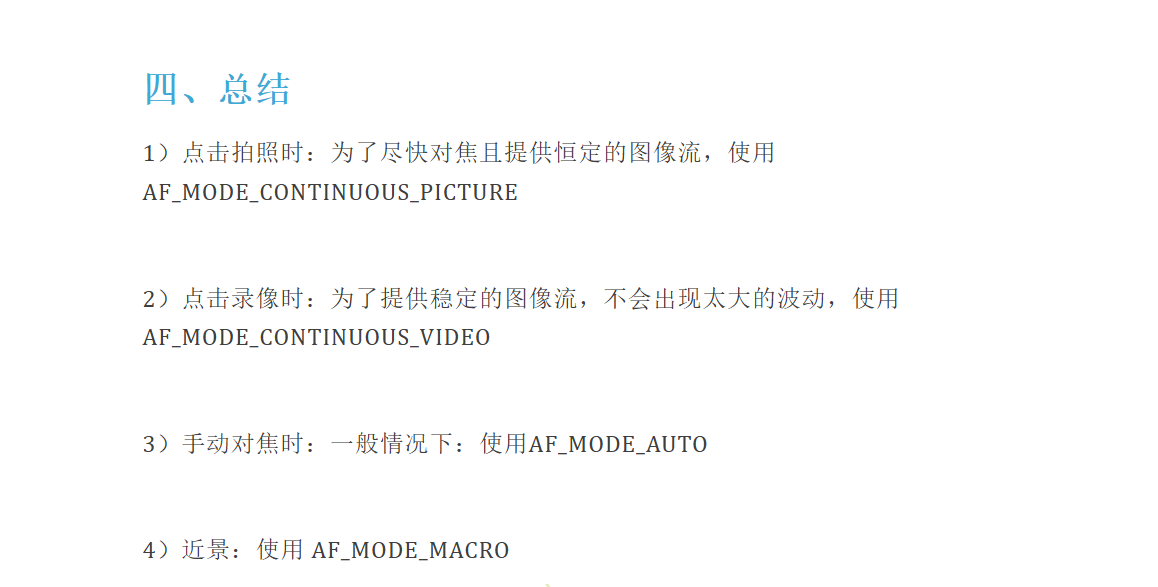 四、总结
1）点击拍照时：为了尽快对焦且提供恒定的图像流，使用
AF_MODE_CONTINUOUS_PICTURE
2）点击录像时：为了提供稳定的图像流，不会出现太大的波动，使用
AF_MODE_CONTINUOUS_VIDEO
3）手动对焦时：一般情况下：使用AF_MODE_AUTO
4）近景：使用 AF_MODE_MACRO